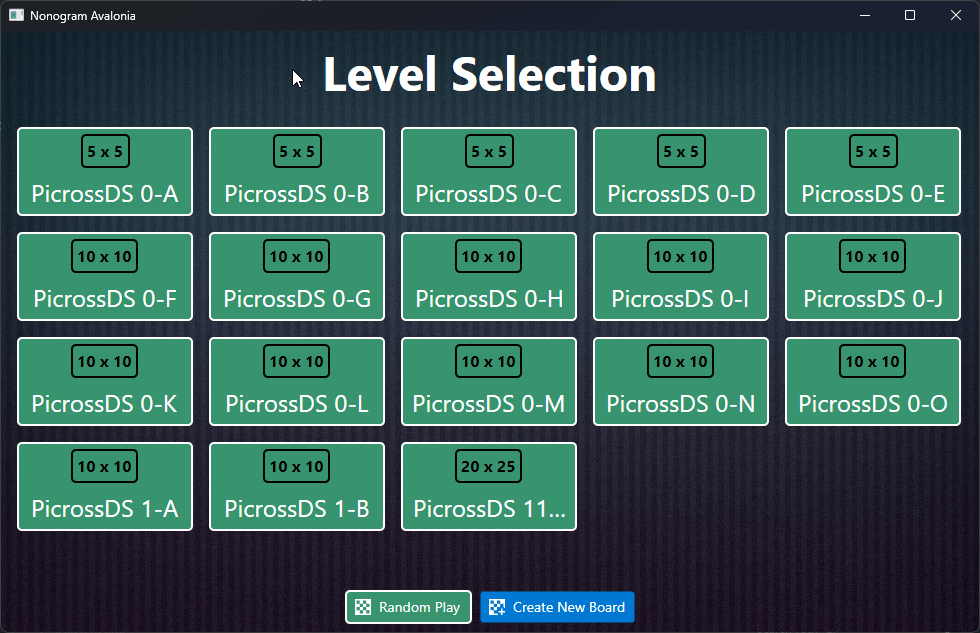 Nonogram Avalonia
Level Selection
5 x 5
5 x 5
5 x 5
5 x 5
5 x 5
PicrossDS 0-A
PicrossDS 0-B
PicrossDS 0-C
PicrossDS 0-D
PicrossDS 0-E
10 x 10
10 x 10
10 x 10
10 x 10
10 x 10
PicrossDS 0-F
PicrossDS 0-G
PicrossDS 0-H
PicrossDS 0-I
PicrossDS 0-J
10 x 10
10 x 10
10 x 10
10 x 10
10 x 10
PicrossDS 0-K
PicrossDS 0-L
PicrossDS 0-M
PicrossDS 0-N
PicrossDS 0-O
10 x 10
10 x 10
20 x 25
PicrossDS 1-A
PicrossDS 1-B
PicrossDS 11...
Random Play
Create New Board